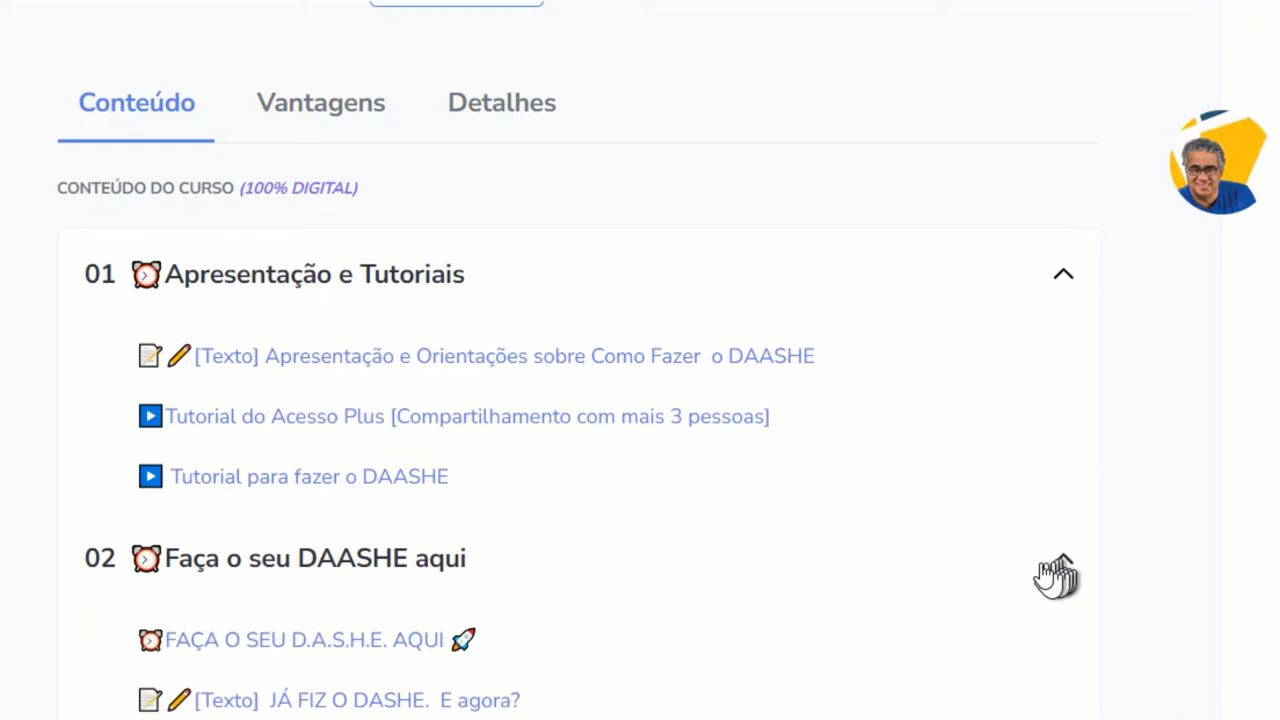 Conteúdo Vantagens Detalhes
CONTEÚDO DO CURSO (100% DIGITAL)
01 ⏰Apresentação e Tutoriais
📝✏️[Texto] Apresentação e Orientações sobre Como Fazer o DAASHE
▶️Tutorial do Acesso Plus [Compartilhamento com mais 3 pessoas]
▶️ Tutorial para fazer o DAASHE
02 ⏰Faça o seu DAASHE aqui
⏰FAÇA O SEU D.A.S.H.E. AQUI 🚀
📝✏️[Texto] JÁ FIZ O DASHE. E agora?